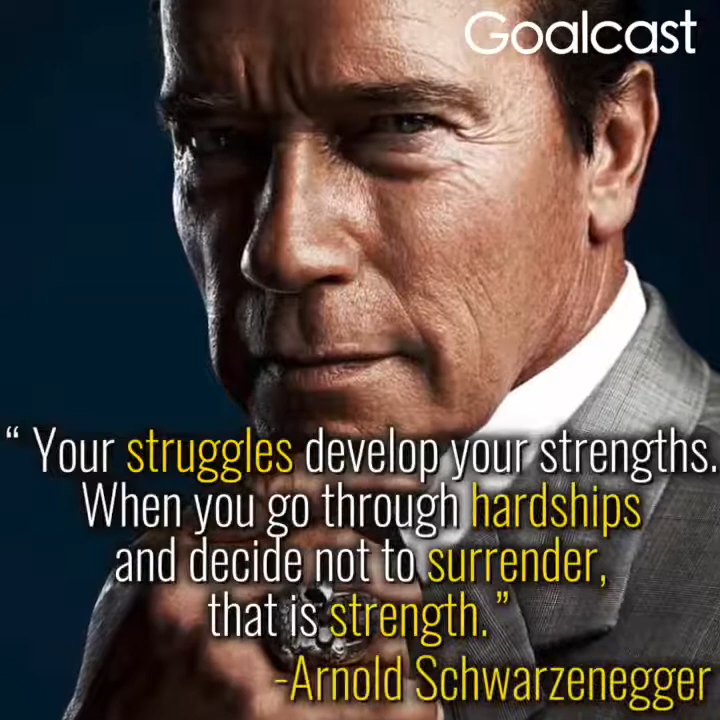 Goalcast
“ Your struggles develop your strengths.
When you go through hardships
and decide not to surrender,
that is strength.”
-Arnold Schwarzenegger